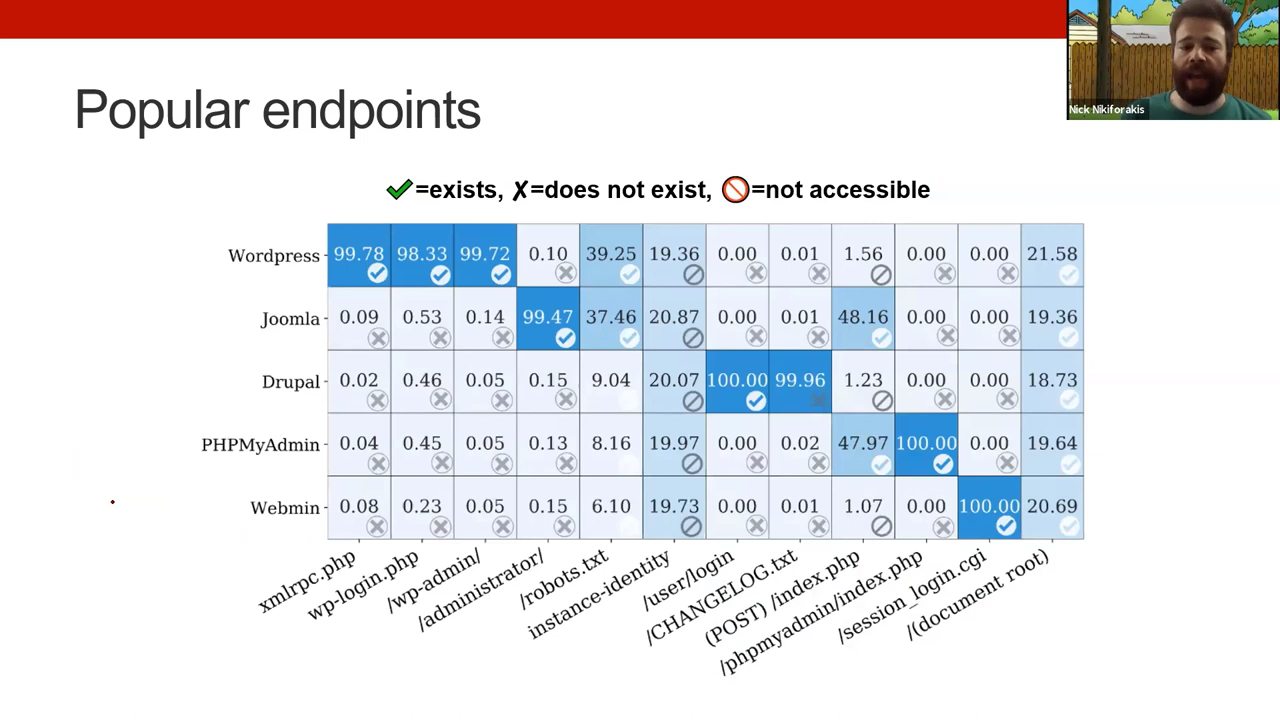 Nick Nikiforakis
Popular endpoints
✔=exists, ✗=does not exist, 🚫=not accessible
Wordpress 99.78 98.33 99.72 0.10 39.25 19.36 0.00 0.01 1.56 0.00 0.00 21.58
Joomla 0.09 0.53 0.14 99.47 37.46 20.87 0.00 0.01 48.16 0.00 0.00 19.36
Drupal 0.02 0.46 0.05 0.15 9.04 20.07 100.00 99.96 1.23 0.00 0.00 18.73
PHPMyAdmin 0.04 0.45 0.05 0.13 8.16 19.97 0.00 0.02 47.97 100.00 0.00 19.64
Webmin 0.08 0.23 0.05 0.15 6.10 19.73 0.00 0.01 1.07 0.00 100.00 20.69
xmlrpc.php
wp-login.php
/wp-admin/
/administrator/
/robots.txt
instance-identity
/user/login
/CHANGELOG.txt
(POST) /index.php
/phpmyadmin/index.php
/session_login.cgi
/(document root)